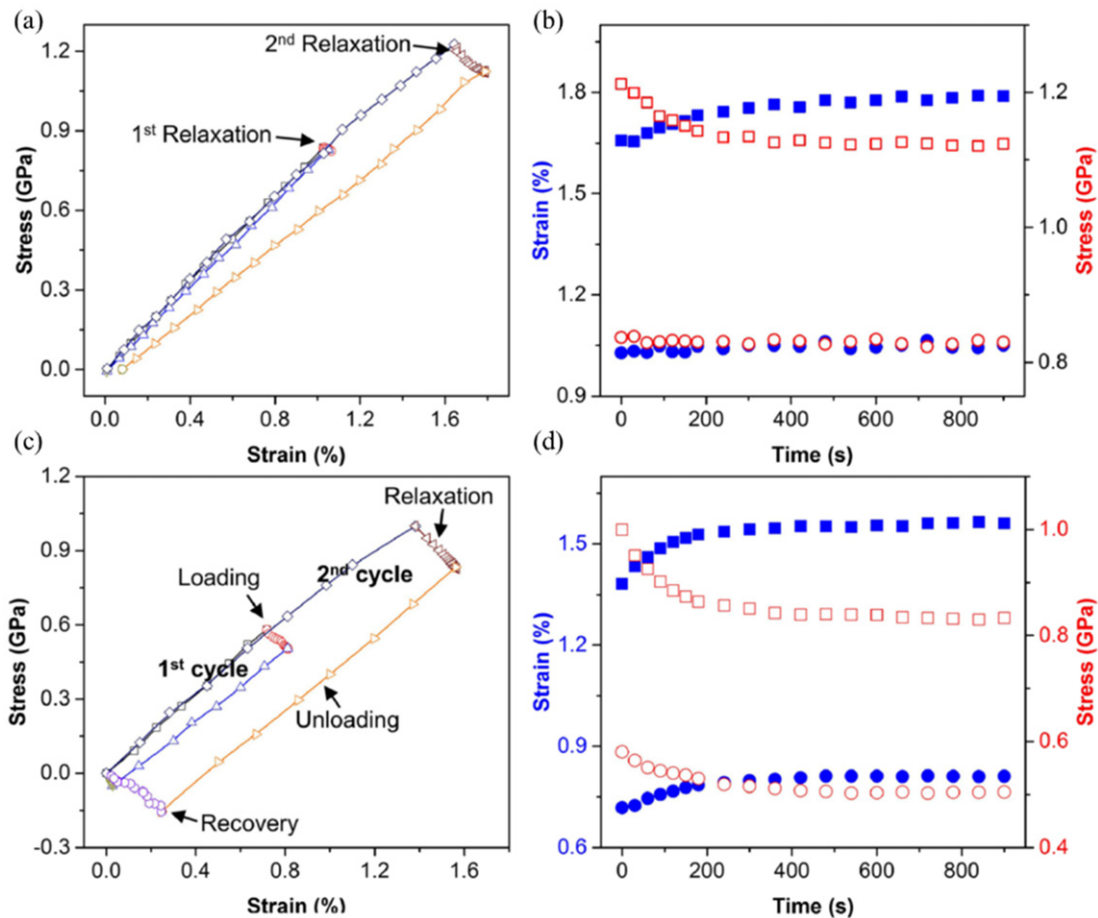 (a)
1.2
0.9
0.6
0.3
0.0
Stress (GPa)
2nd Relaxation
1st Relaxation
0.0 0.4 0.8 1.2 1.6
Strain (%)
(b)
1.8
1.5
1.2
0.9
Strain (%)
1.2
1.0
0.8
Stress (GPa)
0 200 400 600 800
Time (s)
(c)
1.2
0.9
0.6
0.3
0.0
-0.3
Stress (GPa)
Relaxation
Loading
2nd cycle
1st cycle
Unloading
Recovery
0.0 0.4 0.8 1.2 1.6
Strain (%)
(d)
1.5
1.2
0.9
0.6
Strain (%)
1.0
0.8
0.6
0.4
Stress (GPa)
0 200 400 600 800
Time (s)